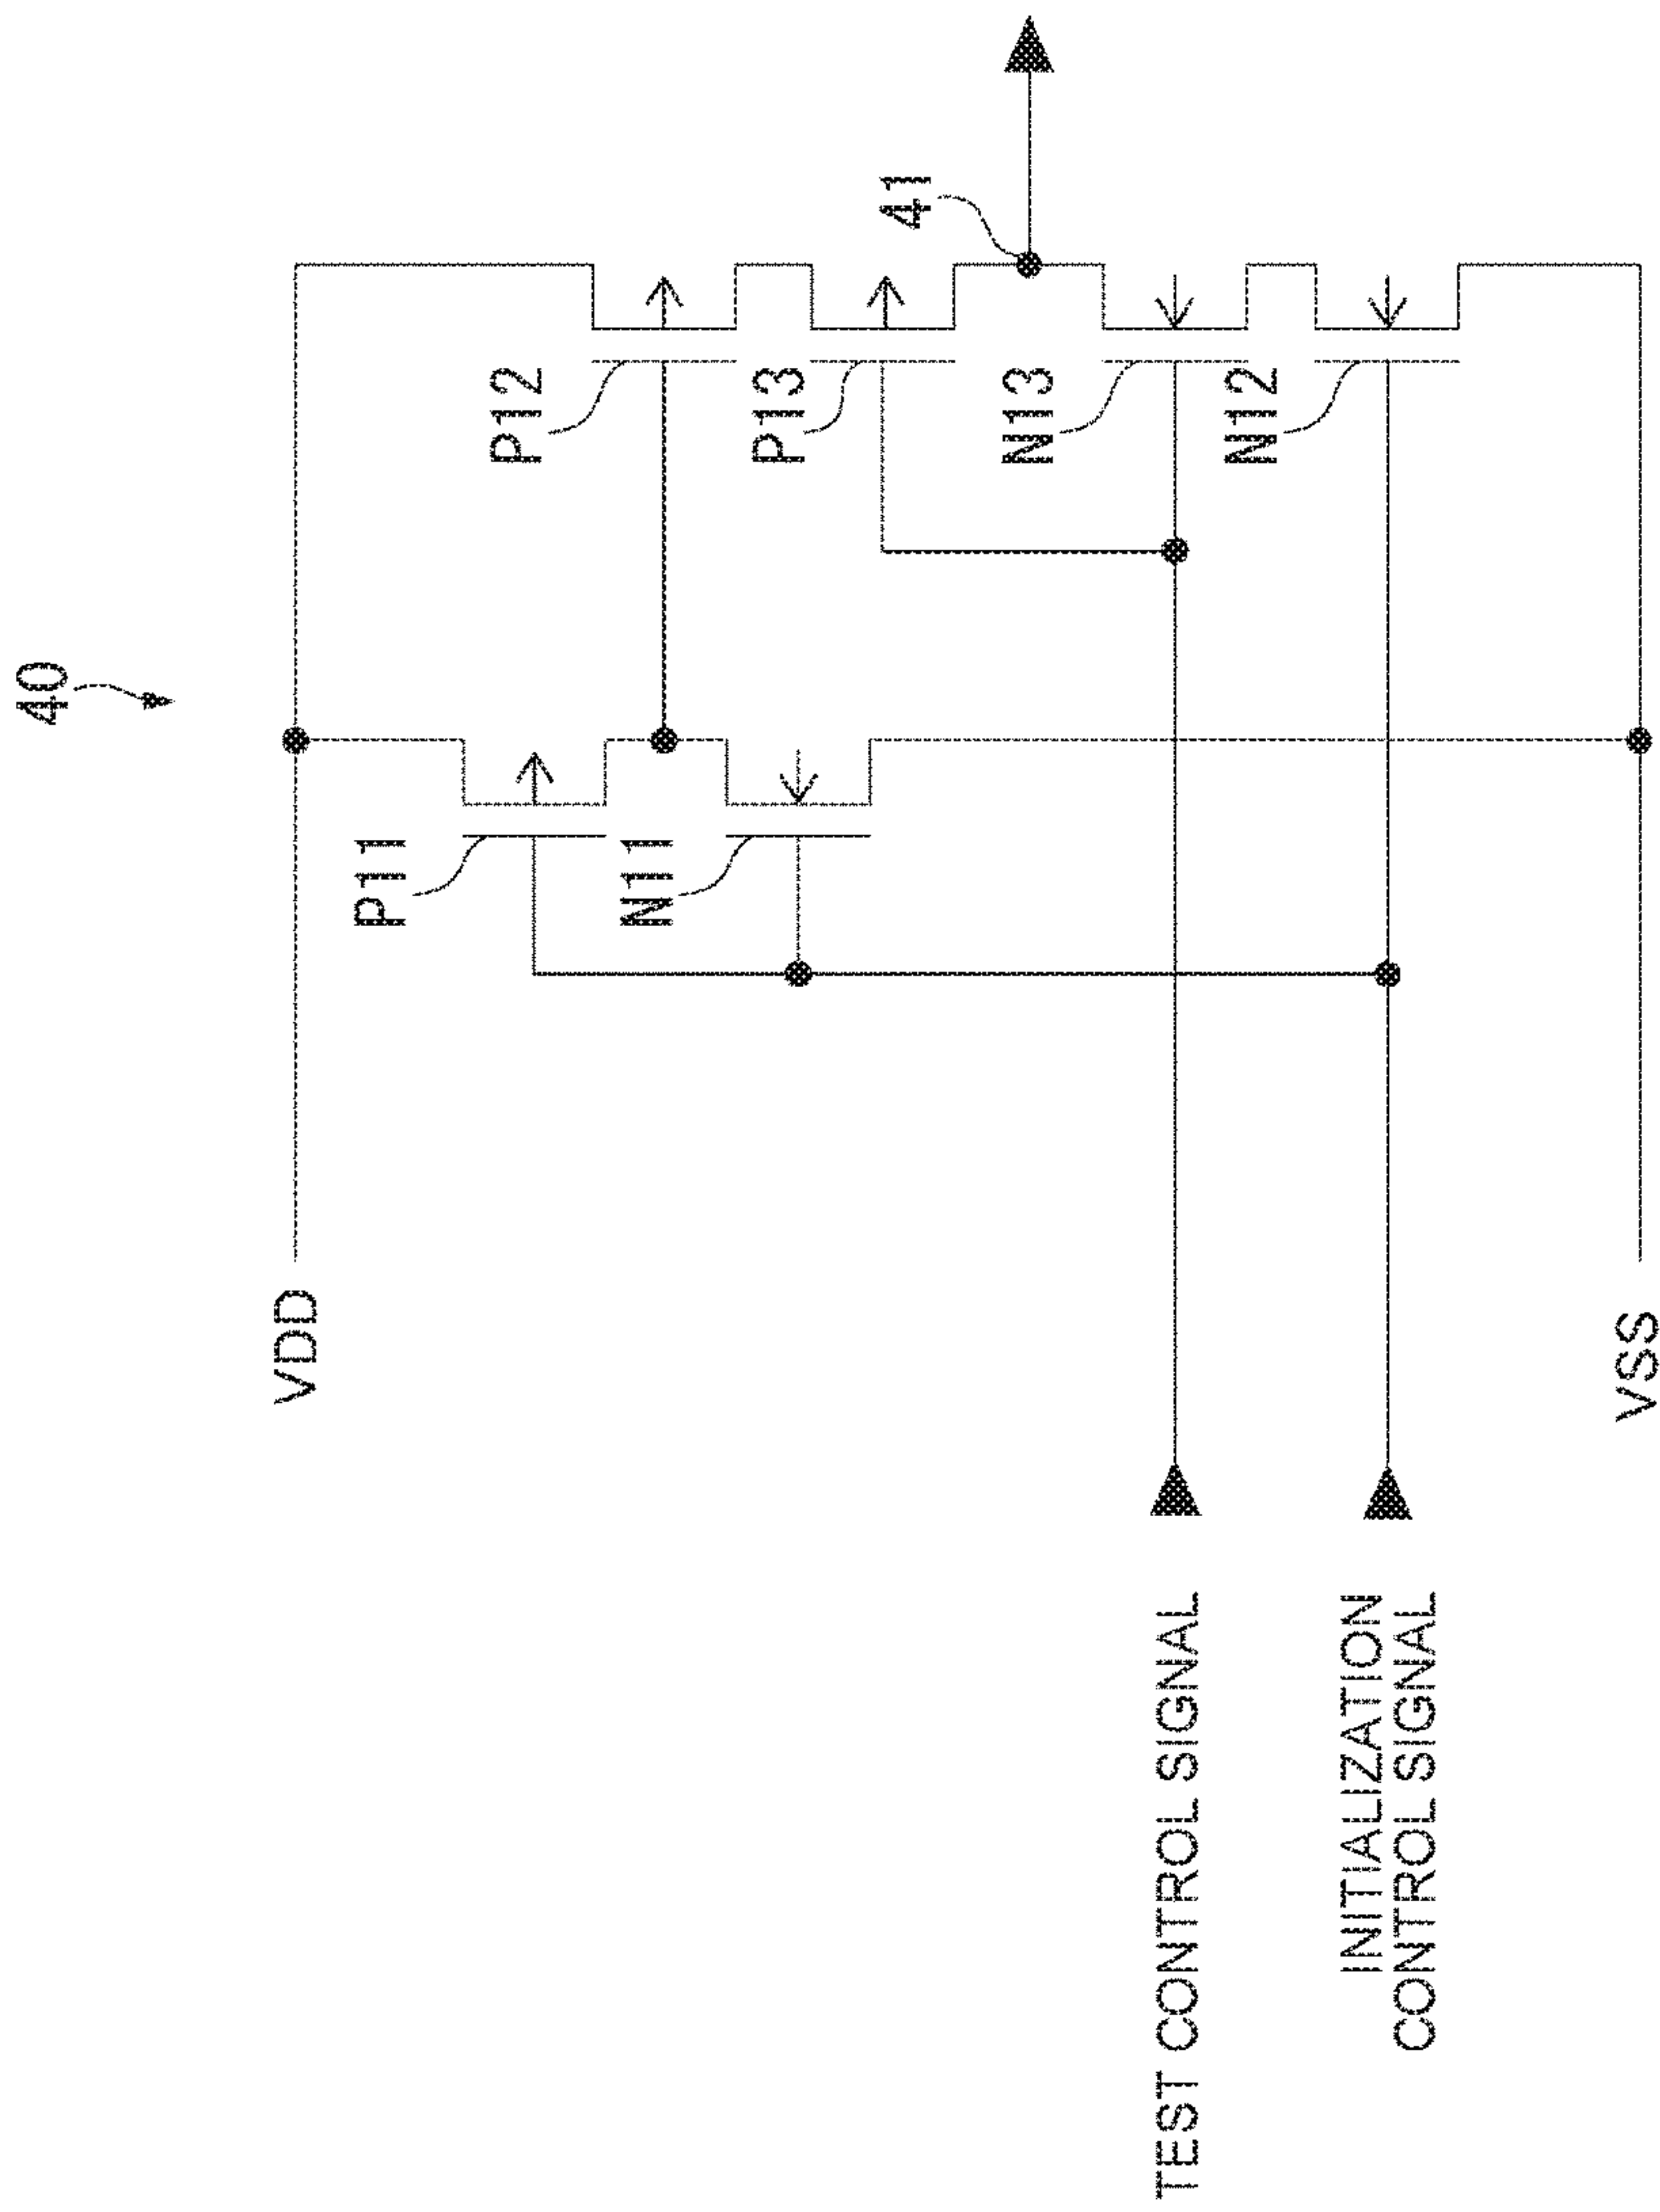 40
VDD
P11
P12
N11
P13
41
N13
N12
TEST CONTROL SIGNAL
INITIALIZATION
CONTROL SIGNAL
VSS